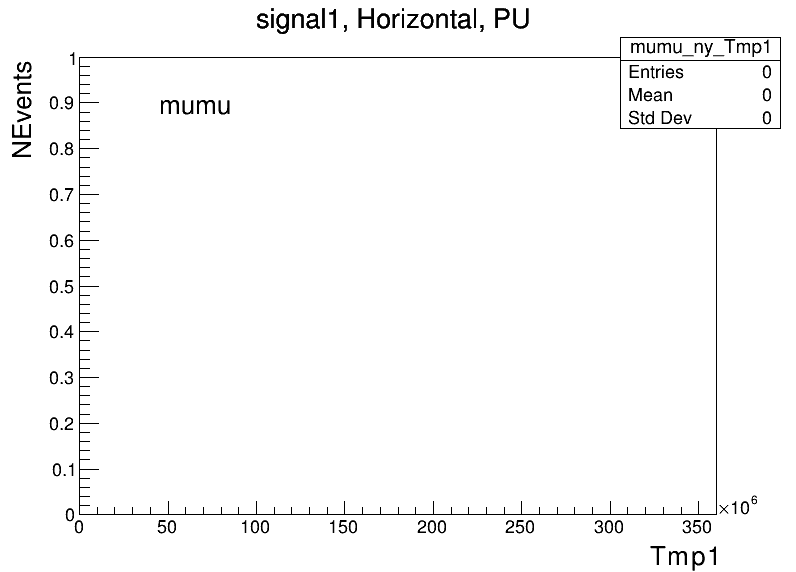 signal1, Horizontal, PU
mumu_ny_Tmp1
Entries 0
Mean 0
Std Dev 0
NEvents
mumu
1
0.9
0.8
0.7
0.6
0.5
0.4
0.3
0.2
0.1
0
0 50 100 150 200 250 300 350
×10⁶
Tmp1